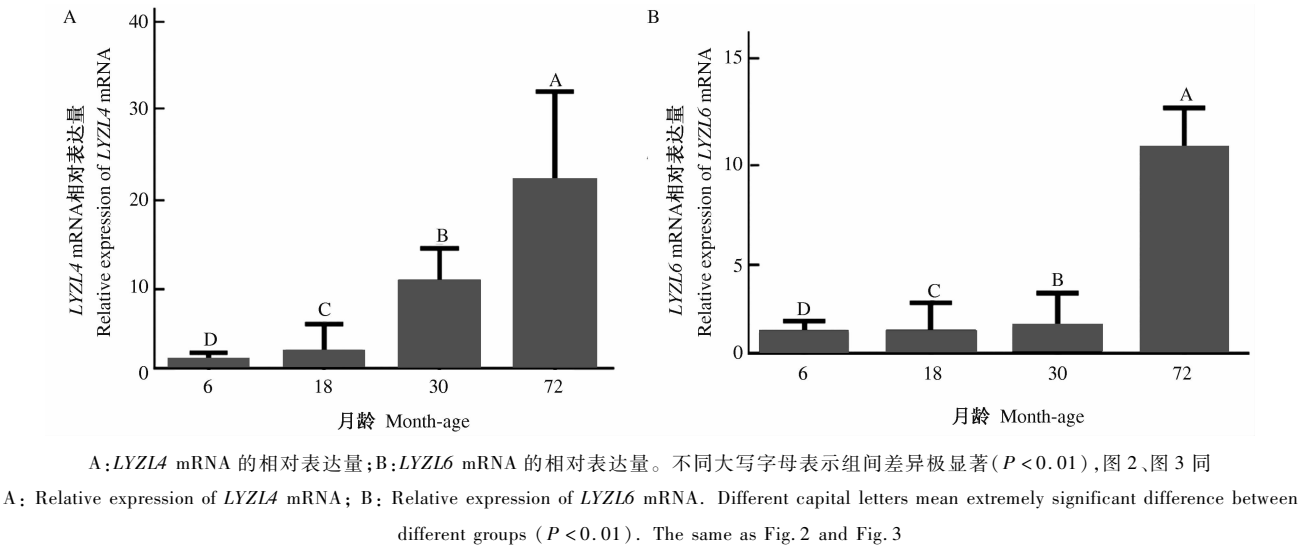 A
40
30
20
10
0
LYZL4 mRNA相对表达量
Relative expression of LYZL4 mRNA
D
C
B
A
6 18 30 72
月龄 Month-age
B
15
10
5
0
LYZL6 mRNA相对表达量
Relative expression of LYZL6 mRNA
D
C
B
A
6 18 30 72
月龄 Month-age
A:LYZL4 mRNA 的相对表达量;B:LYZL6 mRNA 的相对表达量。不同大写字母表示组间差异极显著(P<0.01),图 2、图 3 同
A: Relative expression of LYZL4 mRNA; B: Relative expression of LYZL6 mRNA. Different capital letters mean extremely significant difference between
different groups (P<0.01). The same as Fig. 2 and Fig. 3